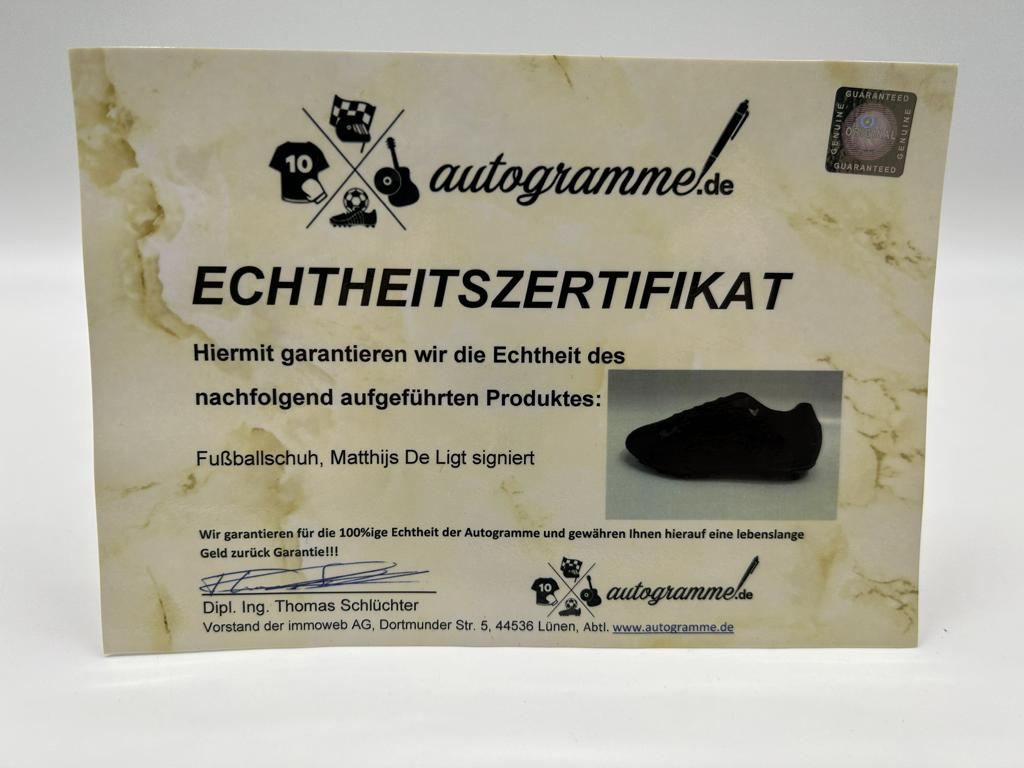 10
autogramme.de
GUARANTEED
GENUINE
ORIGINAL
GENUINE
GUARANTEED
ECHTHEITSZERTIFIKAT
Hiermit garantieren wir die Echtheit des
nachfolgend aufgeführten Produktes:
Fußballschuh, Matthijs De Ligt signiert
Wir garantieren für die 100%ige Echtheit der Autogramme und gewähren Ihnen hierauf eine lebenslange
Geld zurück Garantie!!!
10
autogramme.de
Dipl. Ing. Thomas Schlüchter
Vorstand der immoweb AG, Dortmunder Str. 5, 44536 Lünen, Abtl. www.autogramme.de